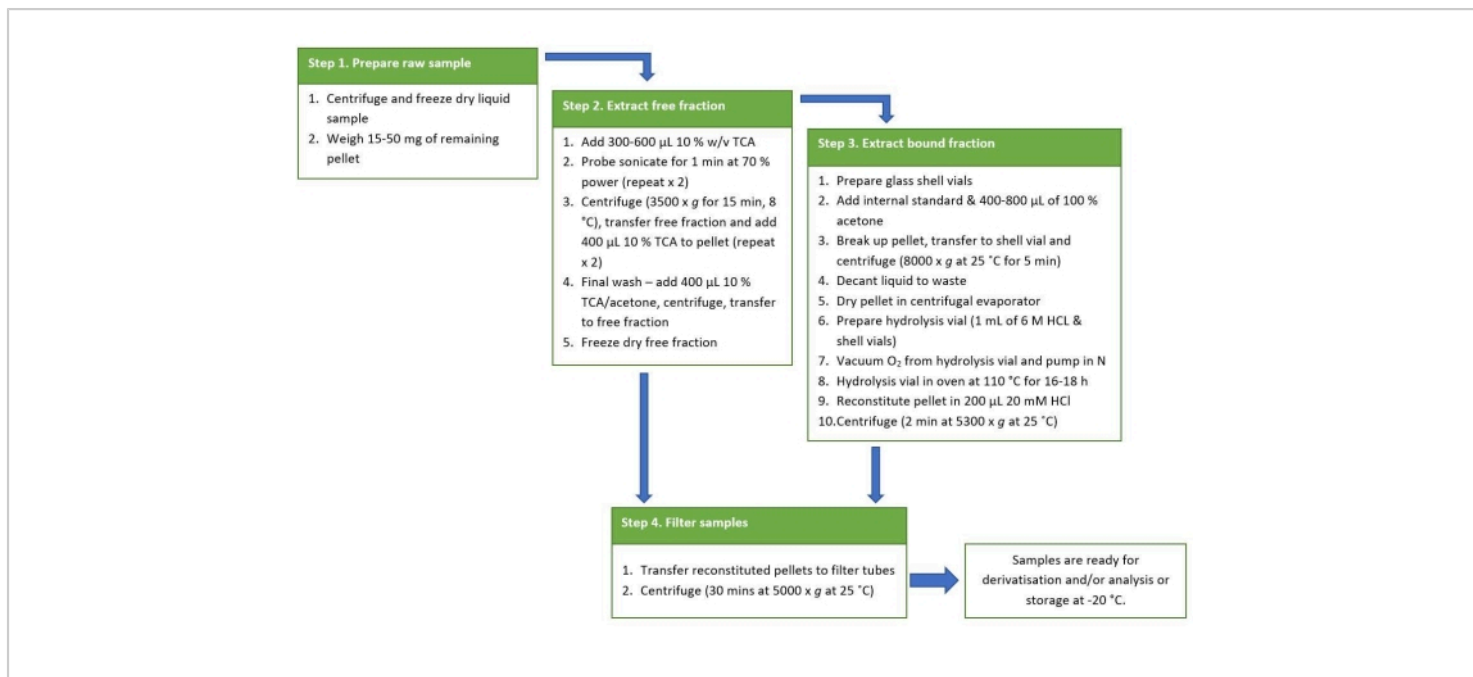 Step 1. Prepare raw sample
1. Centrifuge and freeze dry liquid
sample
2. Weigh 15-50 mg of remaining
pellet
Step 2. Extract free fraction
1. Add 300-600 µL 10 % w/v TCA
2. Probe sonicate for 1 min at 70 %
power (repeat x 2)
3. Centrifuge (3500 x g for 15 min, 8
˚C), transfer free fraction and add
400 µL 10 % TCA to pellet (repeat
x 2)
4. Final wash – add 400 µL 10 %
TCA/acetone, centrifuge, transfer
to free fraction
5. Freeze dry free fraction
Step 3. Extract bound fraction
1. Prepare glass shell vials
2. Add internal standard & 400-800 µL of 100 %
acetone
3. Break up pellet, transfer to shell vial and
centrifuge (8000 x g at 25 ˚C for 5 min)
4. Decant liquid to waste
5. Dry pellet in centrifugal evaporator
6. Prepare hydrolysis vial (1 mL of 6 M HCL &
shell vials)
7. Vacuum O₂ from hydrolysis vial and pump in N
8. Hydrolysis vial in oven at 110 ˚C for 16-18 h
9. Reconstitute pellet in 200 µL 20 mM HCl
10.Centrifuge (2 min at 5300 x g at 25 ˚C)
Step 4. Filter samples
1. Transfer reconstituted pellets to filter tubes
2. Centrifuge (30 mins at 5000 x g at 25 ˚C)
Samples are ready for
derivatisation and/or analysis or
storage at -20 ˚C.